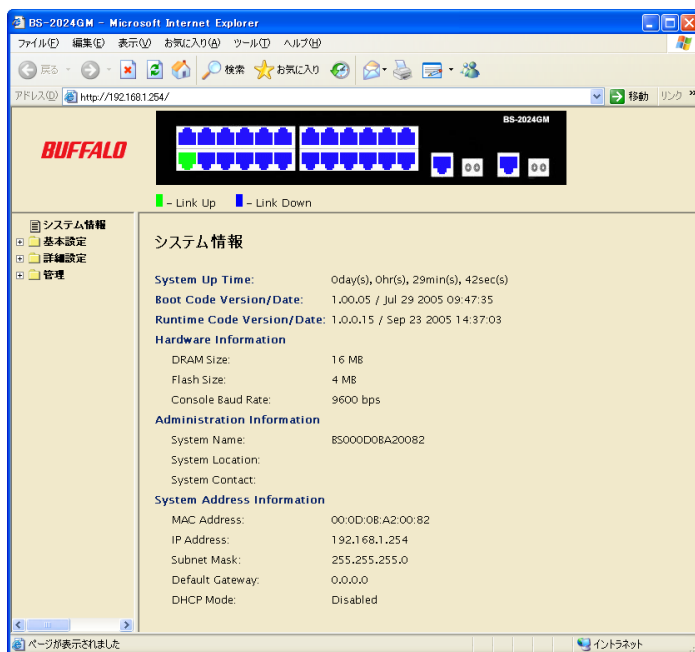 BS-2024GM - Microsoft Internet Explorer
ファイル(F) 編集(E) 表示(V) お気に入り(A) ツール(T) ヘルプ(H)
戻る 検索 お気に入り
アドレス(D) http://192.168.1.254/ 移動 リンク »
BUFFALO
BS-2024GM
- Link Up - Link Down
システム情報
基本設定
詳細設定
管理
システム情報
System Up Time: 0day(s), 0hr(s), 29min(s), 42sec(s)
Boot Code Version/Date: 1.00.05 / Jul 29 2005 09:47:35
Runtime Code Version/Date: 1.0.0.15 / Sep 23 2005 14:37:03
Hardware Information
DRAM Size: 16 MB
Flash Size: 4 MB
Console Baud Rate: 9600 bps
Administration Information
System Name: BS000D0BA20082
System Location:
System Contact:
System Address Information
MAC Address: 00:0D:0B:A2:00:82
IP Address: 192.168.1.254
Subnet Mask: 255.255.255.0
Default Gateway: 0.0.0.0
DHCP Mode: Disabled
ページが表示されました イントラネット